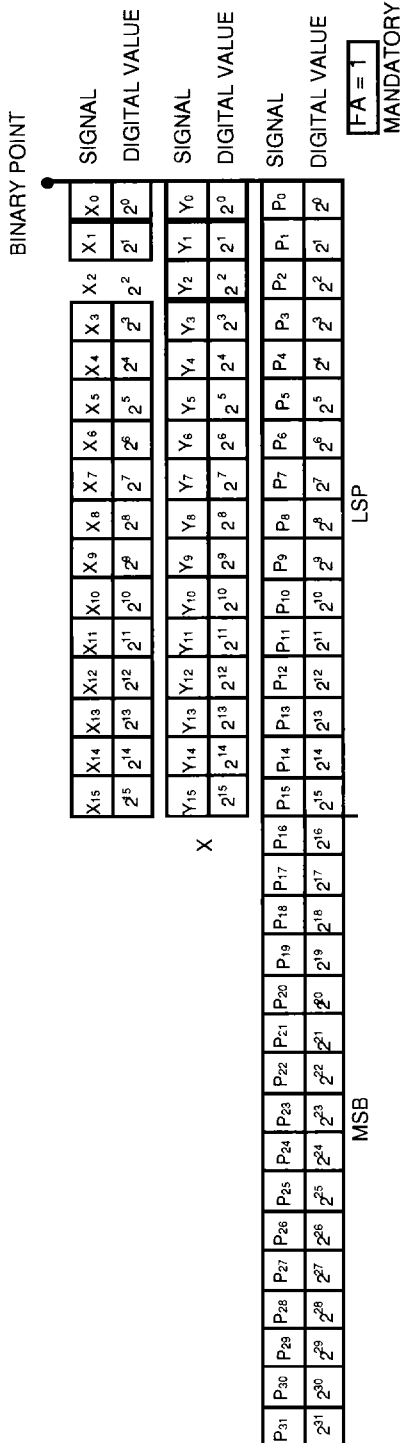 BINARY POINT
X15 X14 X13 X12 X11 X10 X9 X8 X7 X6 X5 X4 X3 X2 X1 X0 SIGNAL
2^15 2^14 2^13 2^12 2^11 2^10 2^9 2^8 2^7 2^6 2^5 2^4 2^3 2^2 2^1 2^0 DIGITAL VALUE
X Y15 Y14 Y13 Y12 Y11 Y10 Y9 Y8 Y7 Y6 Y5 Y4 Y3 Y2 Y1 Y0 SIGNAL
2^15 2^14 2^13 2^12 2^11 2^10 2^9 2^8 2^7 2^6 2^5 2^4 2^3 2^2 2^1 2^0 DIGITAL VALUE
P31 P30 P29 P28 P27 P26 P25 P24 P23 P22 P21 P20 P19 P18 P17 P16 P15 P14 P13 P12 P11 P10 P9 P8 P7 P6 P5 P4 P3 P2 P1 P0 SIGNAL
2^31 2^30 2^29 2^28 2^27 2^26 2^25 2^24 2^23 2^22 2^21 2^20 2^19 2^18 2^17 2^16 2^15 2^14 2^13 2^12 2^11 2^10 2^9 2^8 2^7 2^6 2^5 2^4 2^3 2^2 2^1 2^0 DIGITAL VALUE
MSB LSP FA = 1
MANDATORY